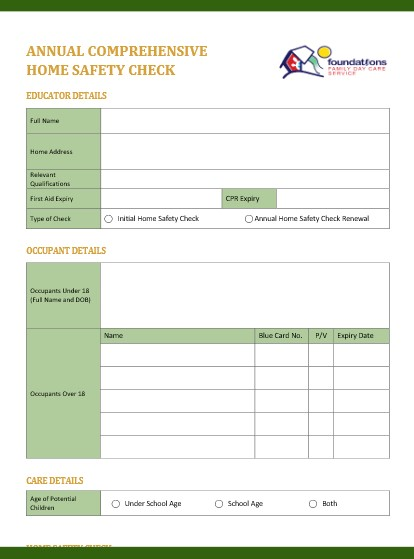 ANNUAL COMPREHENSIVE
HOME SAFETY CHECK
foundations
FAMILY DAY CARE
SERVICE
EDUCATOR DETAILS
Full Name
Home Address
Relevant
Qualifications
First Aid Expiry
CPR Expiry
Type of Check
Initial Home Safety Check
Annual Home Safety Check Renewal
OCCUPANT DETAILS
Occupants Under 18
(Full Name and DOB)
Name
Blue Card No.
P/V
Expiry Date
Occupants Over 18
CARE DETAILS
Age of Potential
Children
Under School Age
School Age
Both
HOME SAFETY CHECK